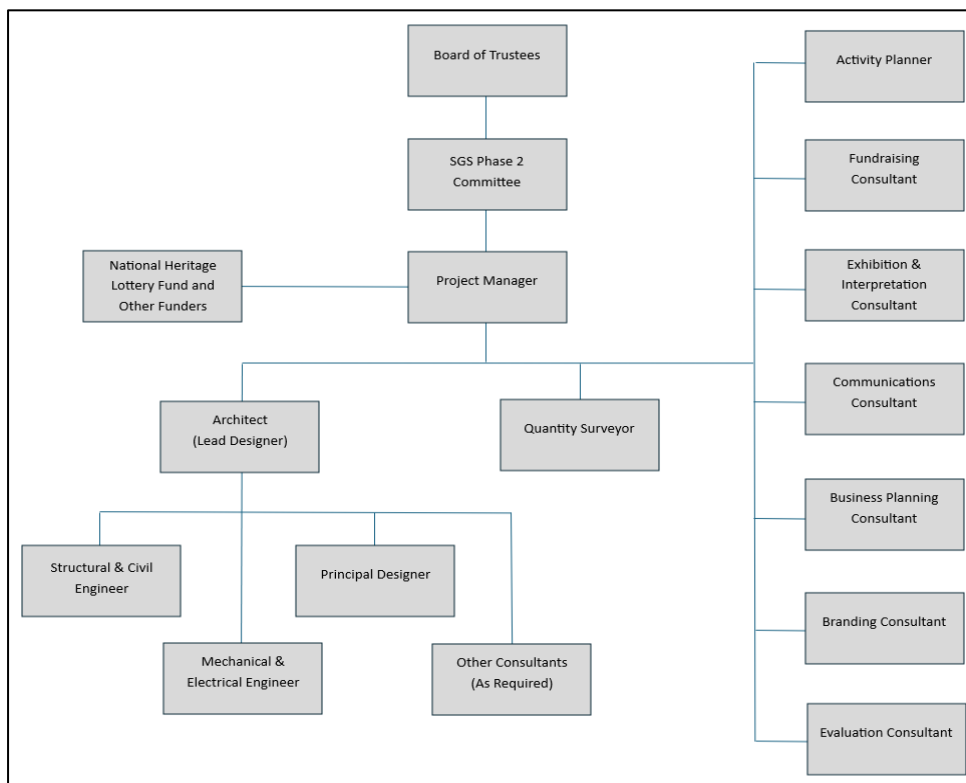 Board of Trustees
SGS Phase 2
Committee
National Heritage
Lottery Fund and
Other Funders
Project Manager
Architect
(Lead Designer)
Quantity Surveyor
Structural & Civil
Engineer
Principal Designer
Mechanical &
Electrical Engineer
Other Consultants
(As Required)
Activity Planner
Fundraising
Consultant
Exhibition &
Interpretation
Consultant
Communications
Consultant
Business Planning
Consultant
Branding Consultant
Evaluation Consultant